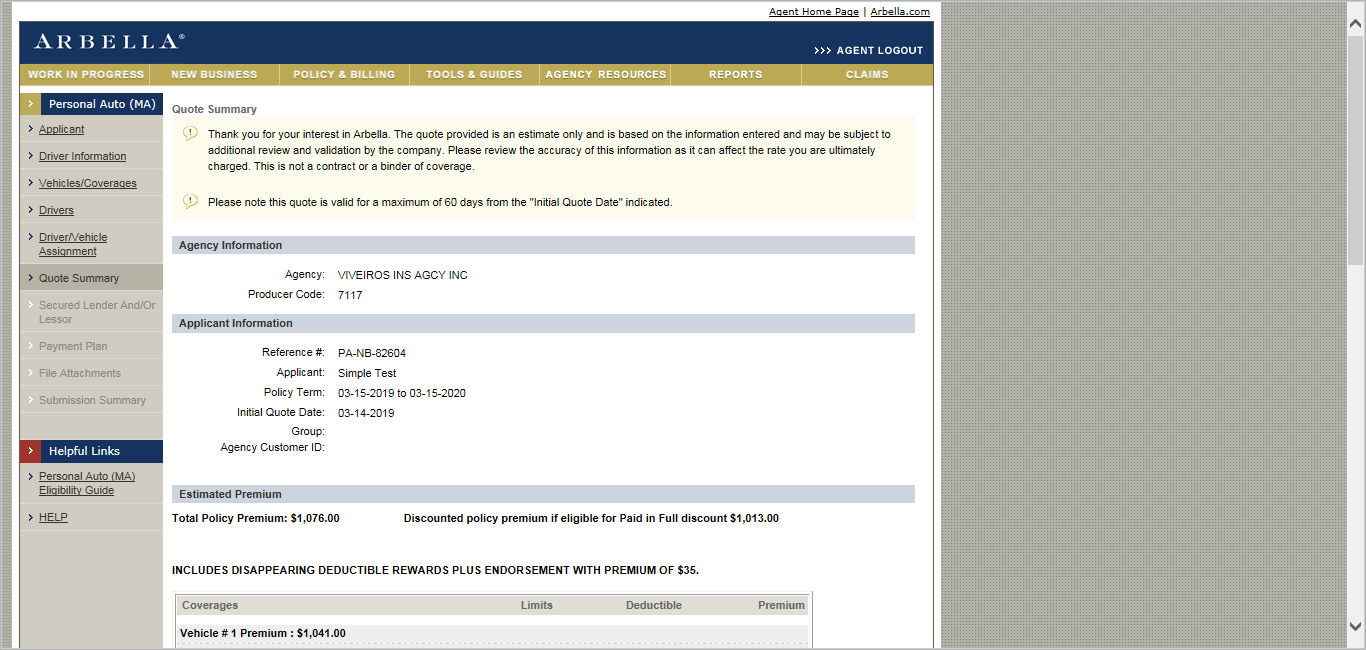 Agent Home Page | Arbella.com
ARBELLA®
>>> AGENT LOGOUT
WORK IN PROGRESS NEW BUSINESS POLICY & BILLING TOOLS & GUIDES AGENCY RESOURCES REPORTS CLAIMS
Personal Auto (MA)
Applicant
Driver Information
Vehicles/Coverages
Drivers
Driver/Vehicle
Assignment
Quote Summary
Secured Lender And/Or
Lessor
Payment Plan
File Attachments
Submission Summary
Helpful Links
Personal Auto (MA)
Eligibility Guide
HELP
Quote Summary
Thank you for your interest in Arbella. The quote provided is an estimate only and is based on the information entered and may be subject to
additional review and validation by the company. Please review the accuracy of this information as it can affect the rate you are ultimately
charged. This is not a contract or a binder of coverage.
Please note this quote is valid for a maximum of 60 days from the "Initial Quote Date" indicated.
Agency Information
Agency: VIVEIROS INS AGCY INC
Producer Code: 7117
Applicant Information
Reference #: PA-NB-82604
Applicant: Simple Test
Policy Term: 03-15-2019 to 03-15-2020
Initial Quote Date: 03-14-2019
Group:
Agency Customer ID:
Estimated Premium
Total Policy Premium: $1,076.00 Discounted policy premium if eligible for Paid in Full discount $1,013.00
INCLUDES DISAPPEARING DEDUCTIBLE REWARDS PLUS ENDORSEMENT WITH PREMIUM OF $35.
Coverages Limits Deductible Premium
Vehicle # 1 Premium : $1,041.00